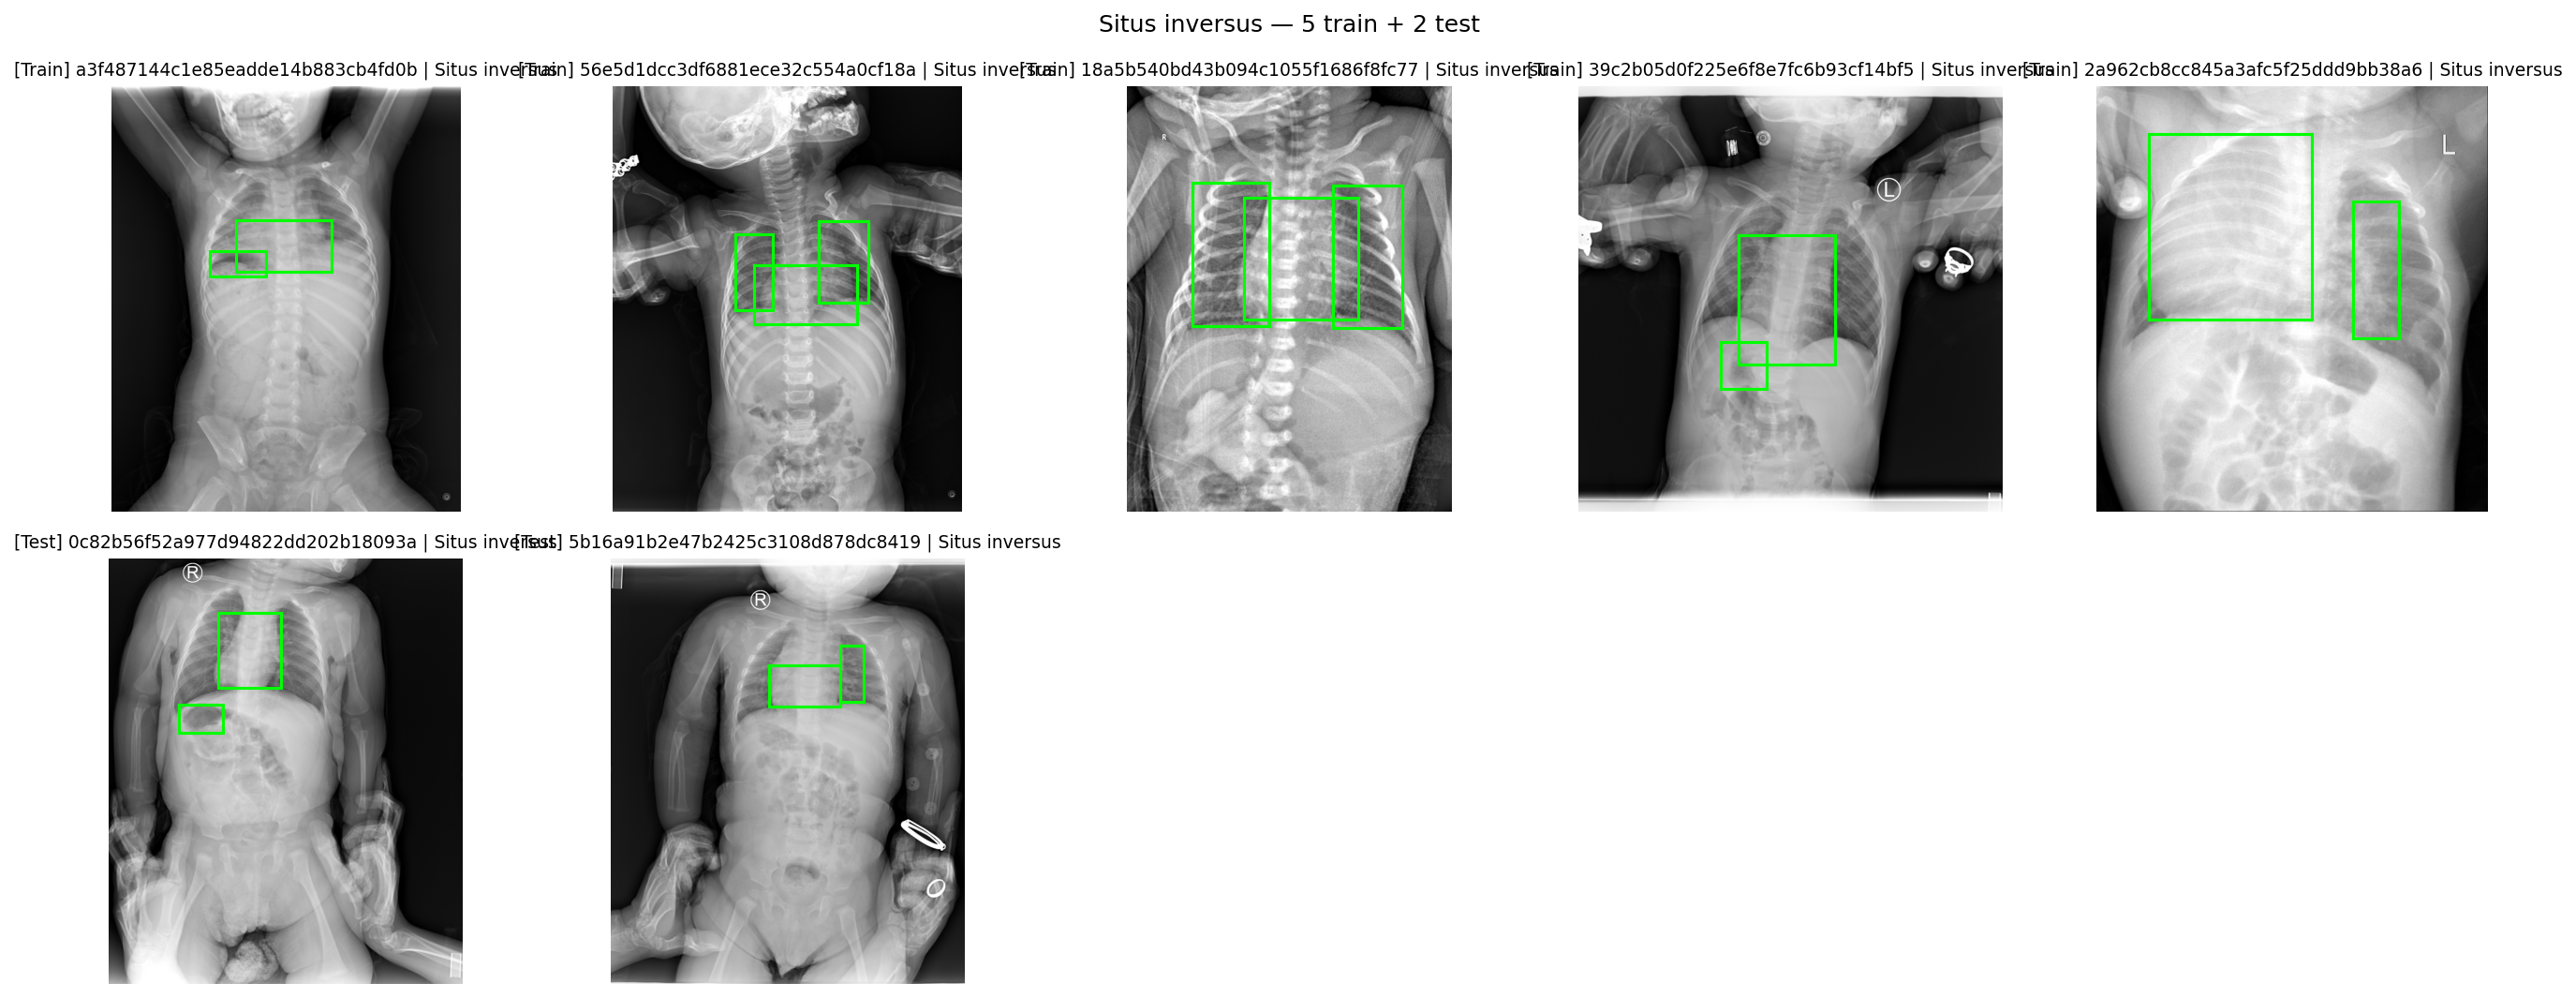 Situs inversus — 5 train + 2 test
[Train] a3f487144c1e85eadde14b883cb4fd0b | Situs inversus
[Train] 56e5d1dcc3df6881ece32c554a0cf18a | Situs inversus
[Train] 18a5b540bd43b094c1055f1686f8fc77 | Situs inversus
[Train] 39c2b05d0f225e6f8e7fc6b93cf14bf5 | Situs inversus
[Train] 2a962cb8cc845a3afc5f25ddd9bb38a6 | Situs inversus
R
L
L
[Test] 0c82b56f52a977d94822dd202b18093a | Situs inversus
[Test] 5b16a91b2e47b2425c3108d878dc8419 | Situs inversus
R
R